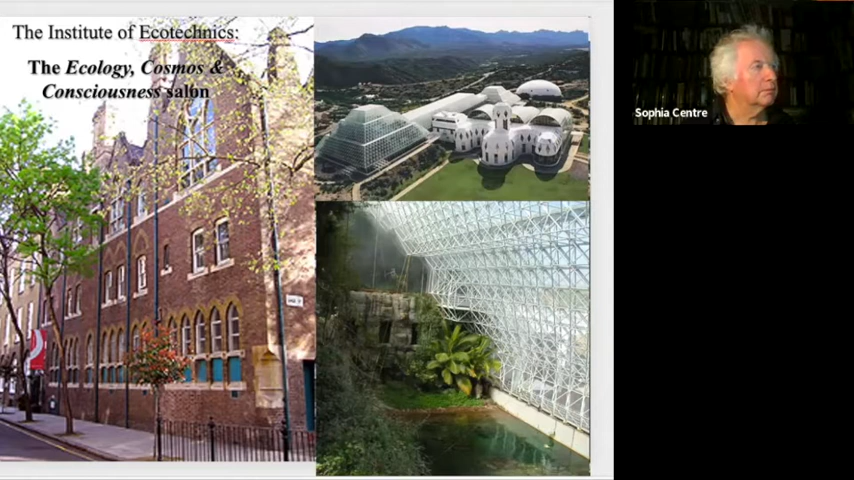 The Institute of Ecotechnics:
The Ecology, Cosmos &
Consciousness salon
Sophia Centre